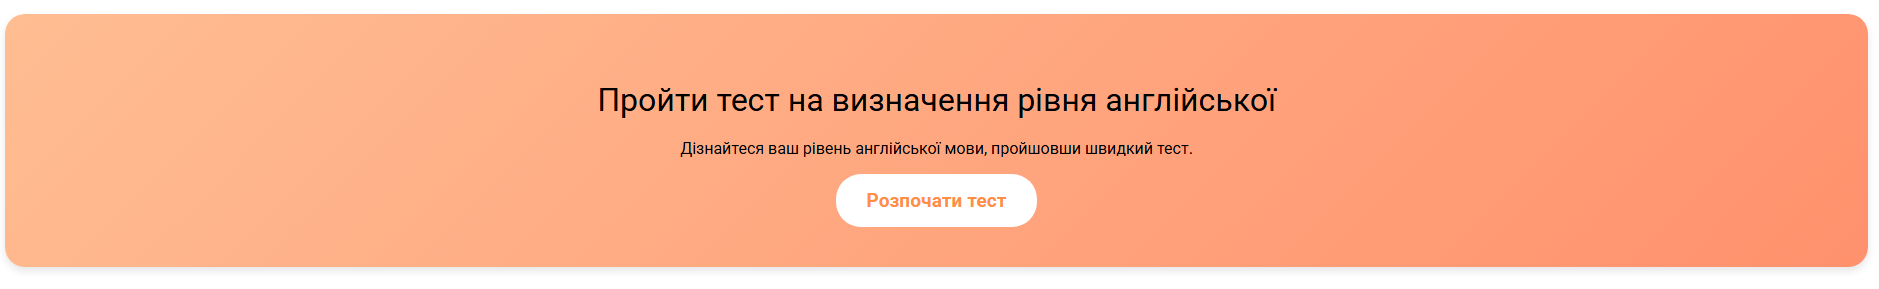 Пройти тест на визначення рівня англійської
Дізнайтеся ваш рівень англійської мови, пройшовши швидкий тест.
Розпочати тест